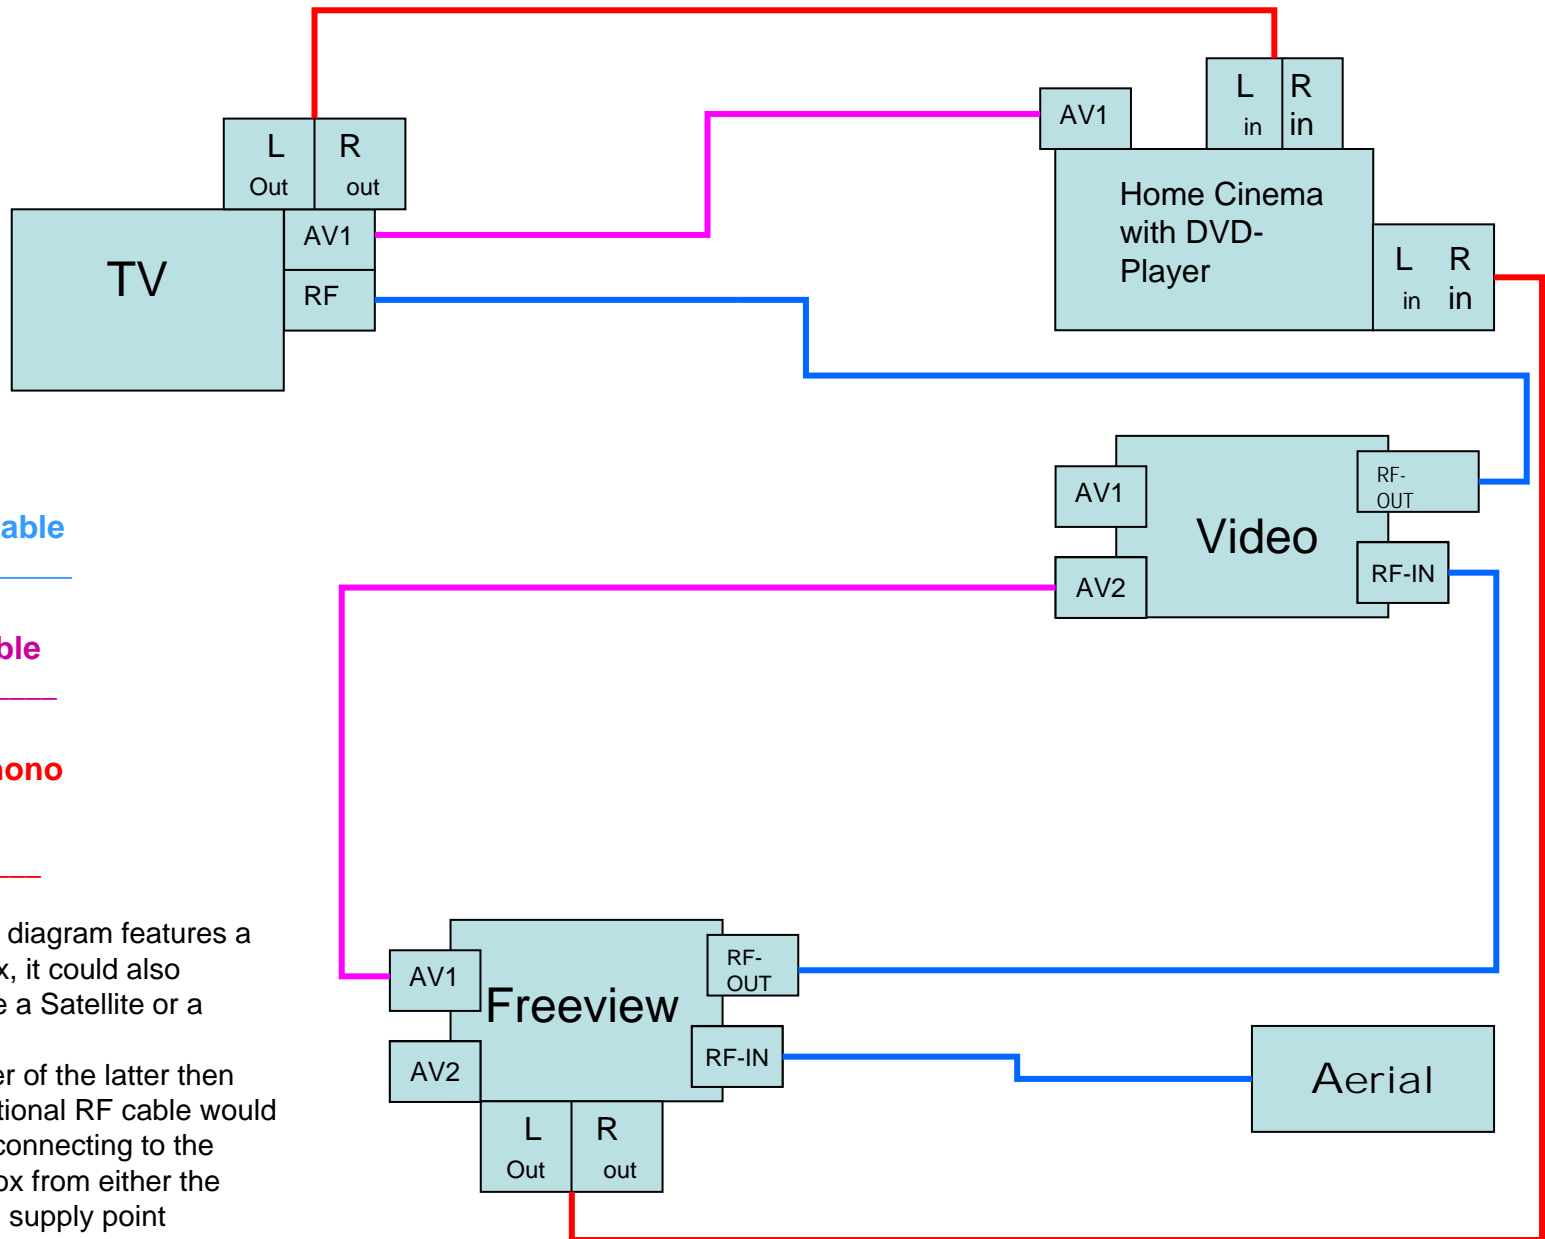 L R
in in
AV1
L R
Out out
Home Cinema
with DVD-
Player
AV1
TV
RF
L R
in in
RF-
OUT
AV1
Video
able
RF-IN
AV2
ble
ono
diagram features a
RF-
OUT
AV1
x, it could also
Freeview
e a Satellite or a
RF-IN
AV2
Aerial
er of the latter then
tional RF cable would
L R
Out out
connecting to the
ox from either the
supply point